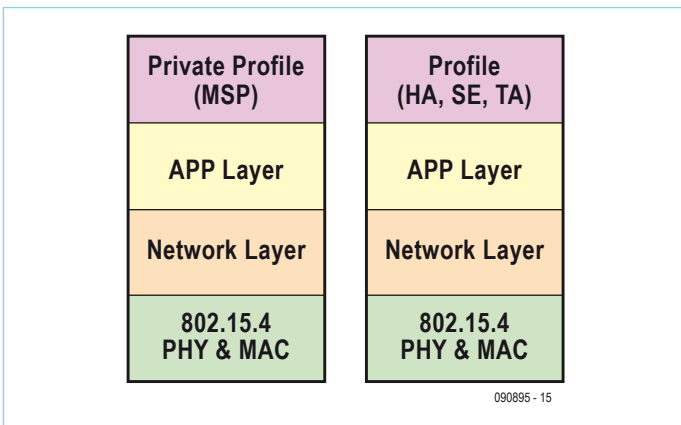 Private Profile
(MSP)
APP Layer
Network Layer
802.15.4
PHY & MAC
Profile
(HA, SE, TA)
APP Layer
Network Layer
802.15.4
PHY & MAC
090895 - 15